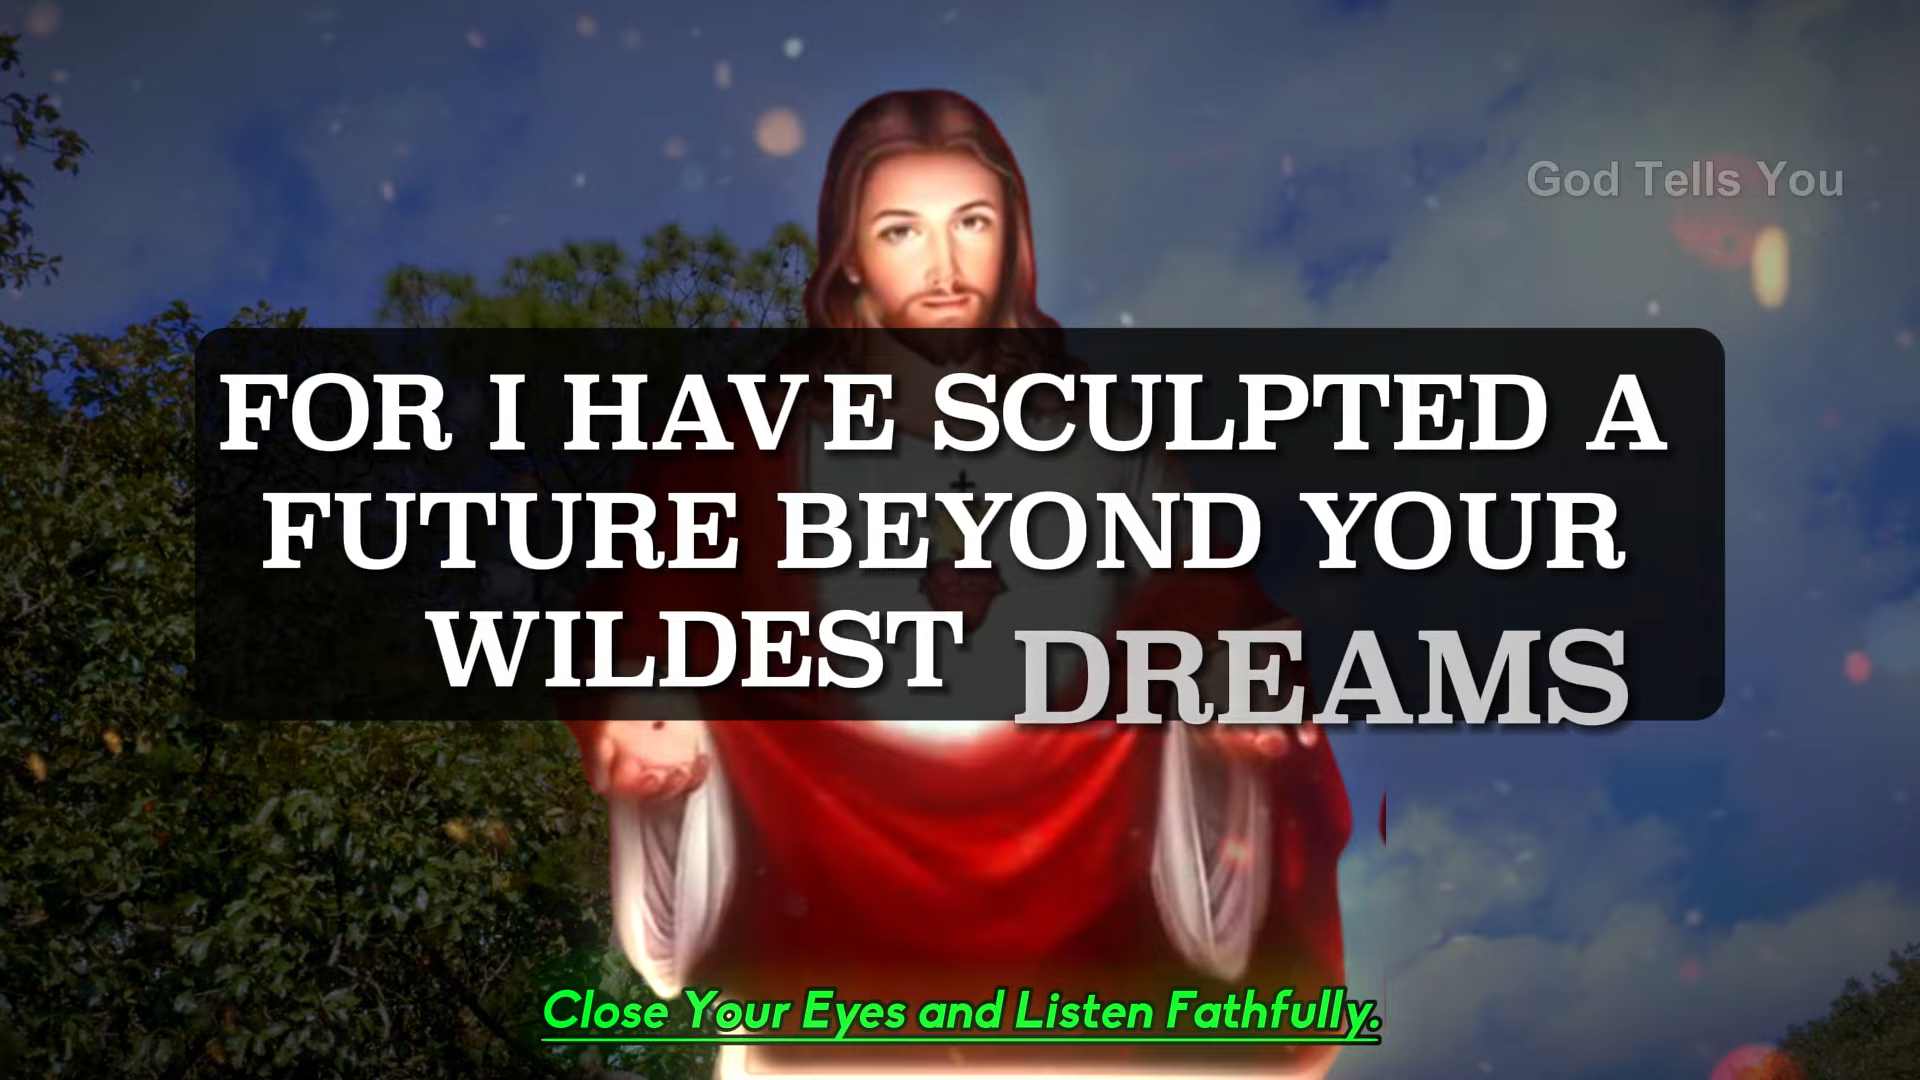 God Tells You
FOR I HAVE SCULPTED A
FUTURE BEYOND YOUR
WILDEST DREAMS
Close Your Eyes and Listen Fathfully.